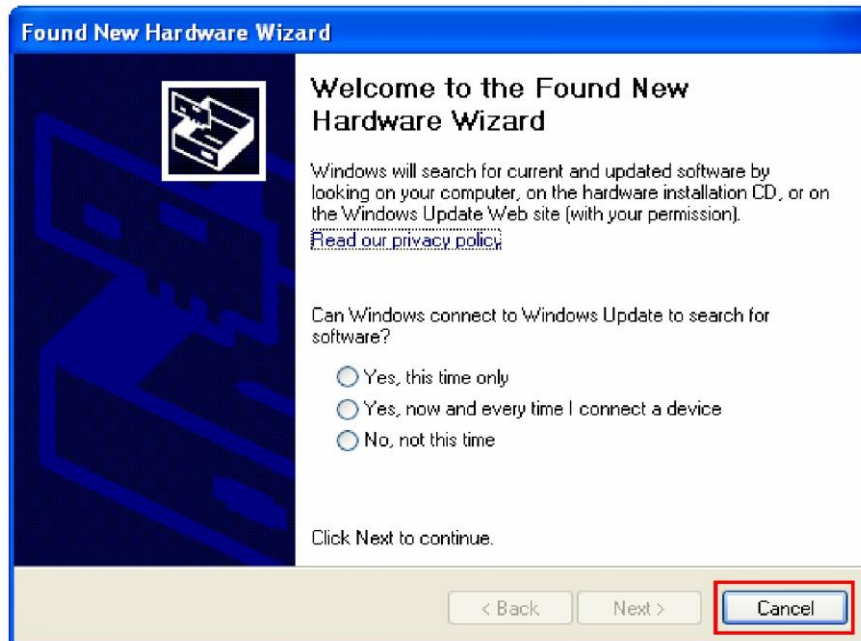 Found New Hardware Wizard
Welcome to the Found New
Hardware Wizard
Windows will search for current and updated software by
looking on your computer, on the hardware installation CD, or on
the Windows Update Web site (with your permission).
Read our privacy policy
Can Windows connect to Windows Update to search for
software?
Yes, this time only
Yes, now and every time I connect a device
No, not this time
Click Next to continue.
< Back Next > Cancel